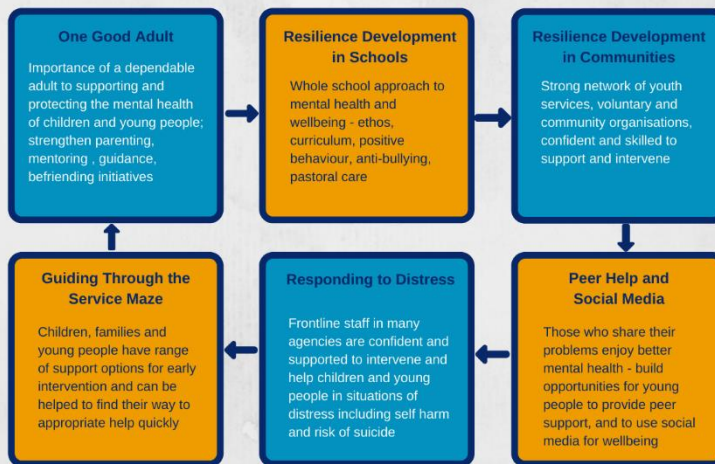 One Good Adult
Importance of a dependable
adult to supporting and
protecting the mental health
of children and young people;
strengthen parenting,
mentoring , guidance,
befriending initiatives
Resilience Development
in Schools
Whole school approach to
mental health and
wellbeing - ethos,
curriculum, positive
behaviour, anti-bullying,
pastoral care
Resilience Development
in Communities
Strong network of youth
services, voluntary and
community organisations,
confident and skilled to
support and intervene
Peer Help and
Social Media
Those who share their
problems enjoy better
mental health - build
opportunities for young
people to provide peer
support, and to use social
media for wellbeing
Responding to Distress
Frontline staff in many
agencies are confident and
supported to intervene and
help children and young
people in situations of
distress including self harm
and risk of suicide
Guiding Through the
Service Maze
Children, families and
young people have range
of support options for early
intervention and can be
helped to find their way to
appropriate help quickly